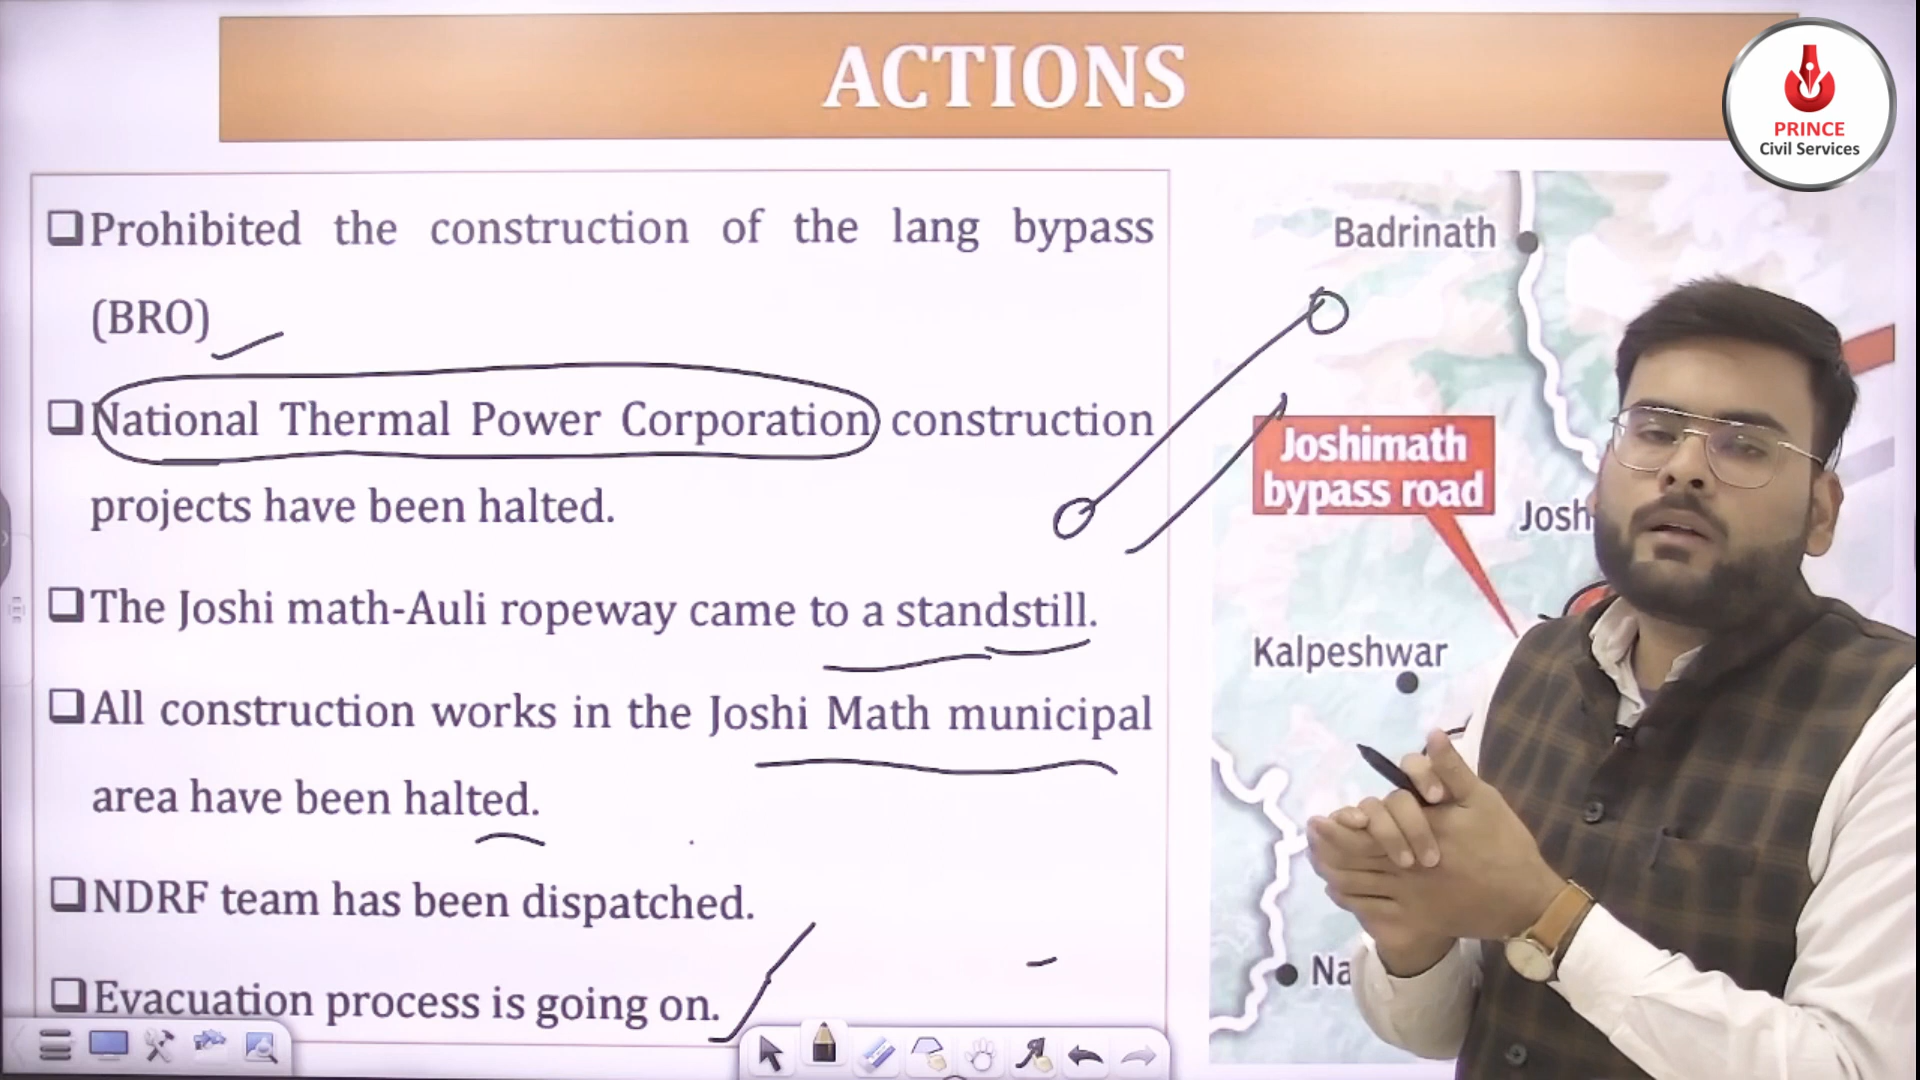 ACTIONS
PRINCE
Civil Services
❑Prohibited the construction of the lang bypass
(BRO)
❑National Thermal Power Corporation construction
projects have been halted.
❑The Joshi math-Auli ropeway came to a standstill.
❑All construction works in the Joshi Math municipal
area have been halted.
❑NDRF team has been dispatched.
❑Evacuation process is going on.
Badrinath
Joshimath
bypass road
Josh
Kalpeshwar
Na